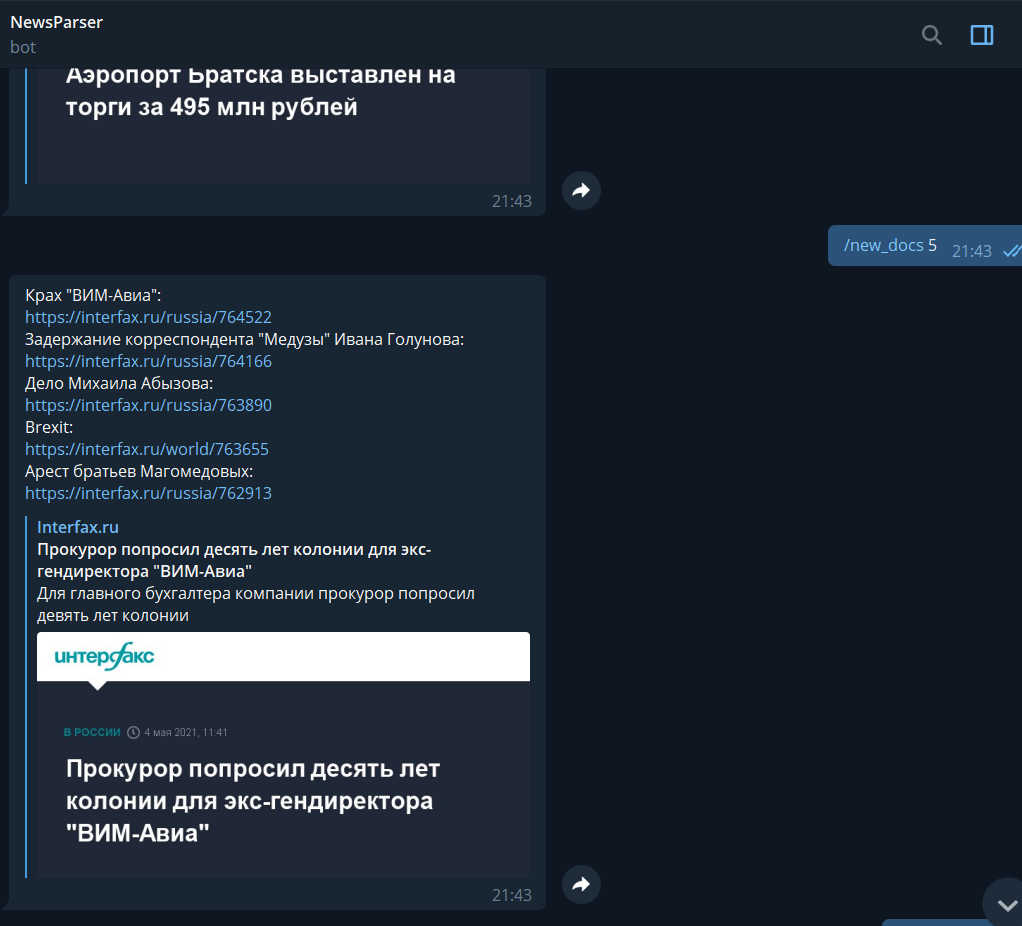 NewsParser
bot
Аэропорт Братска выставлен на
торги за 495 млн рублей
21:43
/new_docs 5 21:43
Крах "ВИМ-Авиа":
https://interfax.ru/russia/764522
Задержание корреспондента "Медузы" Ивана Голунова:
https://interfax.ru/russia/764166
Дело Михаила Абызова:
https://interfax.ru/russia/763890
Brexit:
https://interfax.ru/world/763655
Арест братьев Магомедовых:
https://interfax.ru/russia/762913
Interfax.ru
Прокурор попросил десять лет колонии для экс-
гендиректора "ВИМ-Авиа"
Для главного бухгалтера компании прокурор попросил
девять лет колонии
интерфакс
В РОССИИ 4 мая 2021, 11:41
Прокурор попросил десять лет
колонии для экс-гендиректора
"ВИМ-Авиа"
21:43